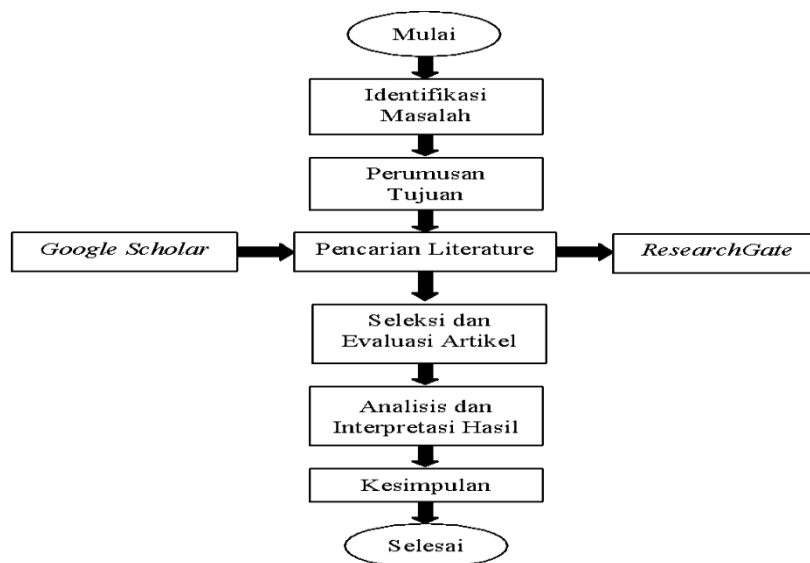 Mulai
Identifikasi
Masalah
Perumusan
Tujuan
Google Scholar
Pencarian Literature
ResearchGate
Seleksi dan
Evaluasi Artikel
Analisis dan
Interpretasi Hasil
Kesimpulan
Selesai